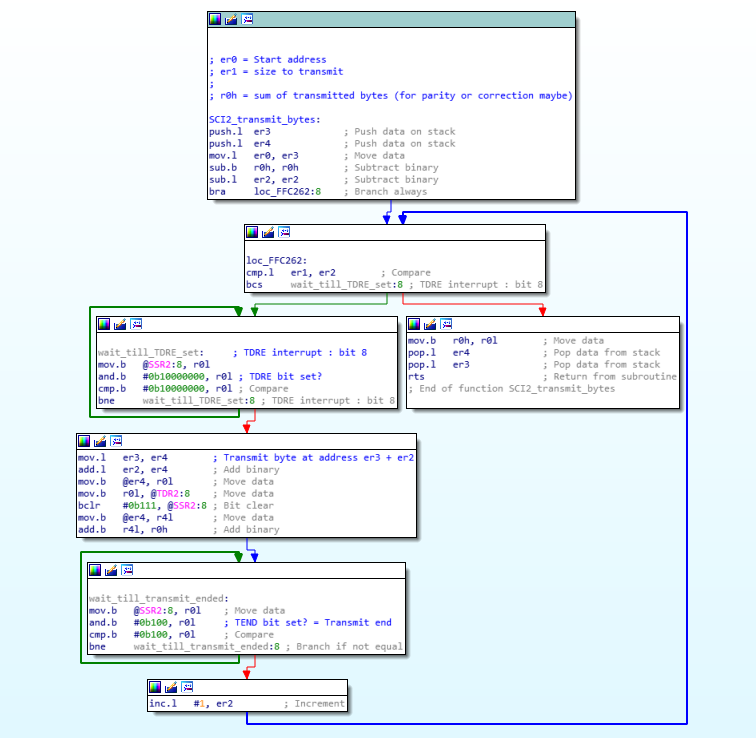 ; er0 = Start address
; er1 = size to transmit
;
; r0h = sum of transmitted bytes (for parity or correction maybe)
SCI2_transmit_bytes:
push.l er3 ; Push data on stack
push.l er4 ; Push data on stack
mov.l er0, er3 ; Move data
sub.b r0h, r0h ; Subtract binary
sub.l er2, er2 ; Subtract binary
bra loc_FFC262:8 ; Branch always
loc_FFC262:
cmp.l er1, er2 ; Compare
bcs wait_till_TDRE_set:8 ; TDRE interrupt : bit 8
wait_till_TDRE_set: ; TDRE interrupt : bit 8
mov.b @SSR2:8, r0l
and.b #0b10000000, r0l ; TDRE bit set?
cmp.b #0b10000000, r0l ; Compare
bne wait_till_TDRE_set:8 ; TDRE interrupt : bit 8
mov.b r0h, r0l ; Move data
pop.l er4 ; Pop data from stack
pop.l er3 ; Pop data from stack
rts ; Return from subroutine
; End of function SCI2_transmit_bytes
mov.l er3, er4 ; Transmit byte at address er3 + er2
add.l er2, er4 ; Add binary
mov.b @er4, r0l ; Move data
mov.b r0l, @TDR2:8 ; Move data
bclr #0b111, @SSR2:8 ; Bit clear
mov.b @er4, r4l ; Move data
add.b r4l, r0h ; Add binary
wait_till_transmit_ended:
mov.b @SSR2:8, r0l ; Move data
and.b #0b100, r0l ; TEND bit set? = Transmit end
cmp.b #0b100, r0l ; Compare
bne wait_till_transmit_ended:8 ; Branch if not equal
inc.l #1, er2 ; Increment